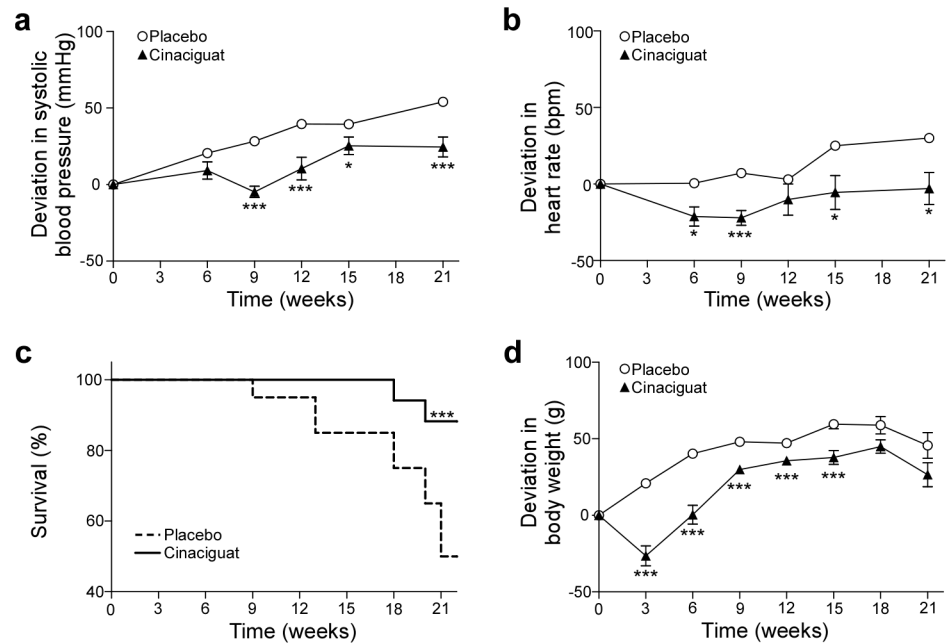 a
Placebo
Cinaciguat
Deviation in systolic
blood pressure (mmHg)
100
50
0
-50
*** *** * ***
0 3 6 9 12 15 18 21
Time (weeks)
b
Placebo
Cinaciguat
Deviation in
heart rate (bpm)
100
0
-50
* *** * *
0 3 6 9 12 15 18 21
Time (weeks)
c
Survival (%)
100
80
60
40
***
Placebo
Cinaciguat
0 3 6 9 12 15 18 21
Time (weeks)
d
Placebo
Cinaciguat
Deviation in
body weight (g)
100
50
0
-50
*** *** *** *** ***
0 3 6 9 12 15 18 21
Time (weeks)